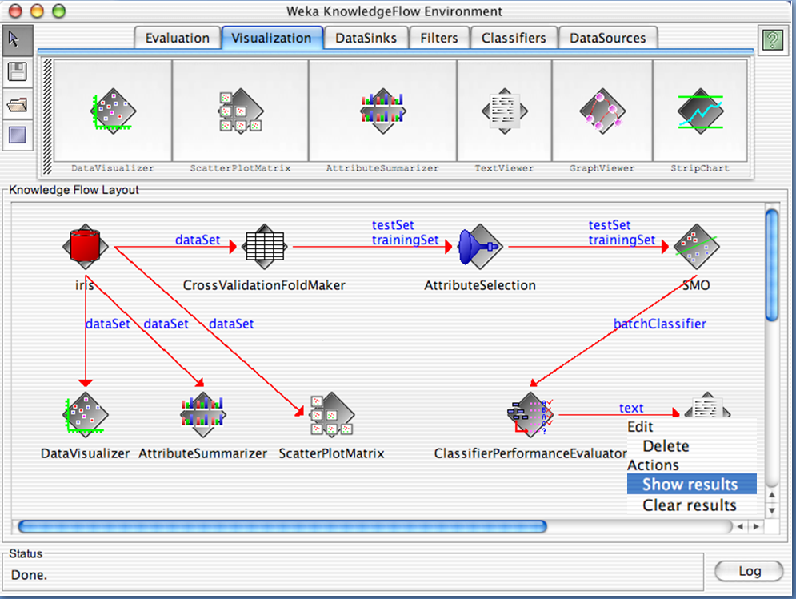 Weka KnowledgeFlow Environment
Evaluation Visualization DataSinks Filters Classifiers DataSources
DataVisualizer ScatterPlotMatrix AttributeSummarizer TextViewer GraphViewer StripChart
Knowledge Flow Layout
dataSet
testSet
trainingSet
testSet
trainingSet
iris CrossValidationFoldMaker AttributeSelection SMO
dataSet dataSet dataSet batchClassifier
text
DataVisualizer AttributeSummarizer ScatterPlotMatrix ClassifierPerformanceEvaluator
Edit
Delete
Actions
Show results
Clear results
Status
Done.
Log